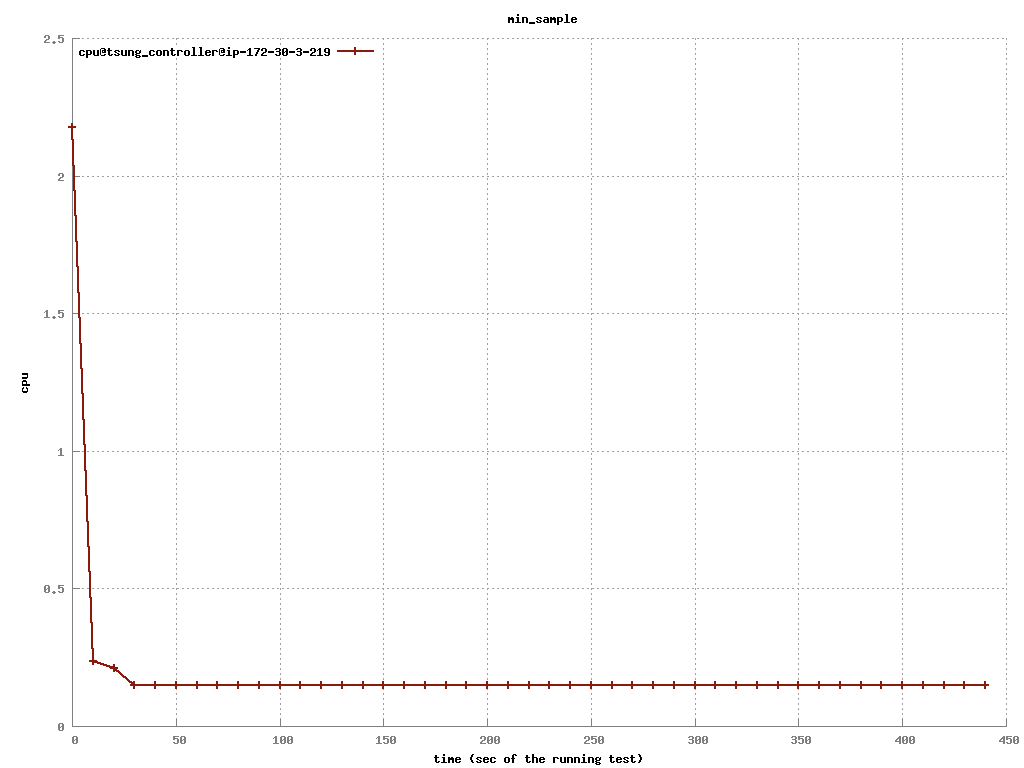 min_sample
cpu@tsung_controller@ip-172-30-3-219
2.5
2
1.5
1
0.5
0
cpu
0 50 100 150 200 250 300 350 400 450
time (sec of the running test)